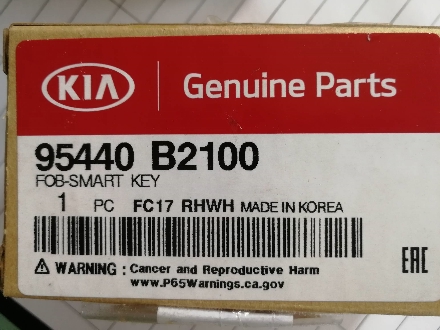 KIA Genuine Parts
95440 B2100
FOB-SMART KEY
1 PC FC17 RHWH MADE IN KOREA
⚠ WARNING : Cancer and Reproductive Harm
www.P65Warnings.ca.gov
EAC